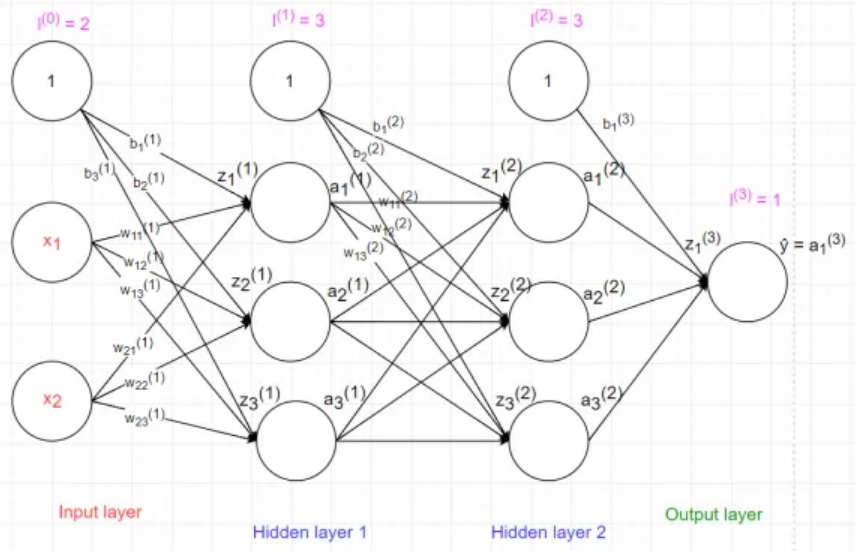 l(0) = 2
l(1) = 3
l(2) = 3
1
1
1
b1(1)
b2(1)
b3(1)
b1(2)
b2(2)
b1(3)
z1(1)
a1(1)
z1(2)
a1(2)
l(3) = 1
x1
w11(1)
w12(1)
w13(1)
w11(2)
w12(2)
w13(2)
z1(3)
ŷ = a1(3)
z2(1)
a2(1)
z2(2)
a2(2)
w21(1)
w22(1)
w23(1)
x2
z3(1)
a3(1)
z3(2)
a3(2)
Input layer
Hidden layer 1
Hidden layer 2
Output layer